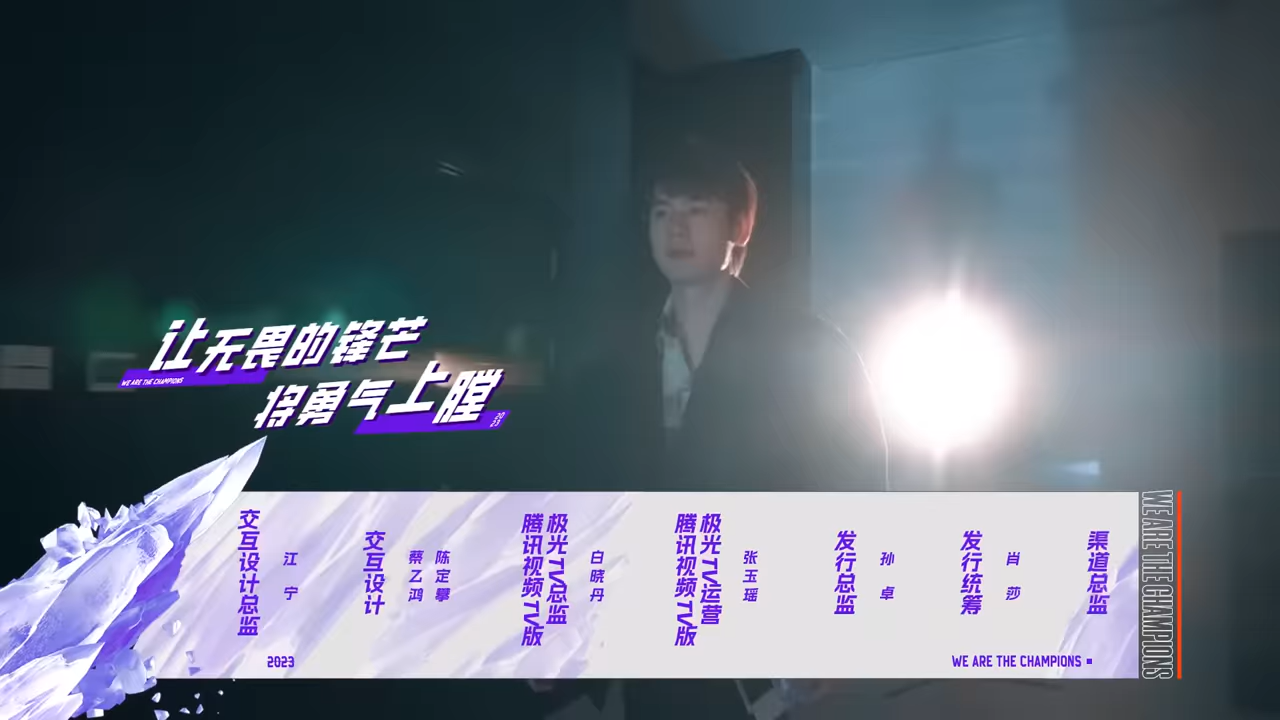 让无畏的锋芒
WE ARE THE CHAMPIONS
将勇气上膛
2023
交互设计总监
江宁
交互设计
蔡乙鸿
陈定攀
腾讯视频TV版
极光TV总监
白晓丹
腾讯视频TV版
极光TV运营
张玉瑶
发行总监
孙卓
发行统筹
肖莎
渠道总监
2023
WE ARE THE CHAMPIONS
WE ARE THE CHAMPIONS